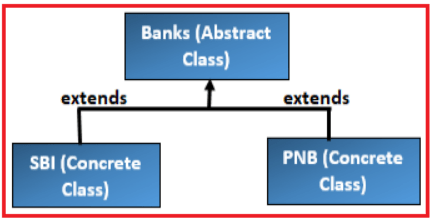 Banks (Abstract
Class)
extends
extends
SBI (Concrete
Class)
PNB (Concrete
Class)